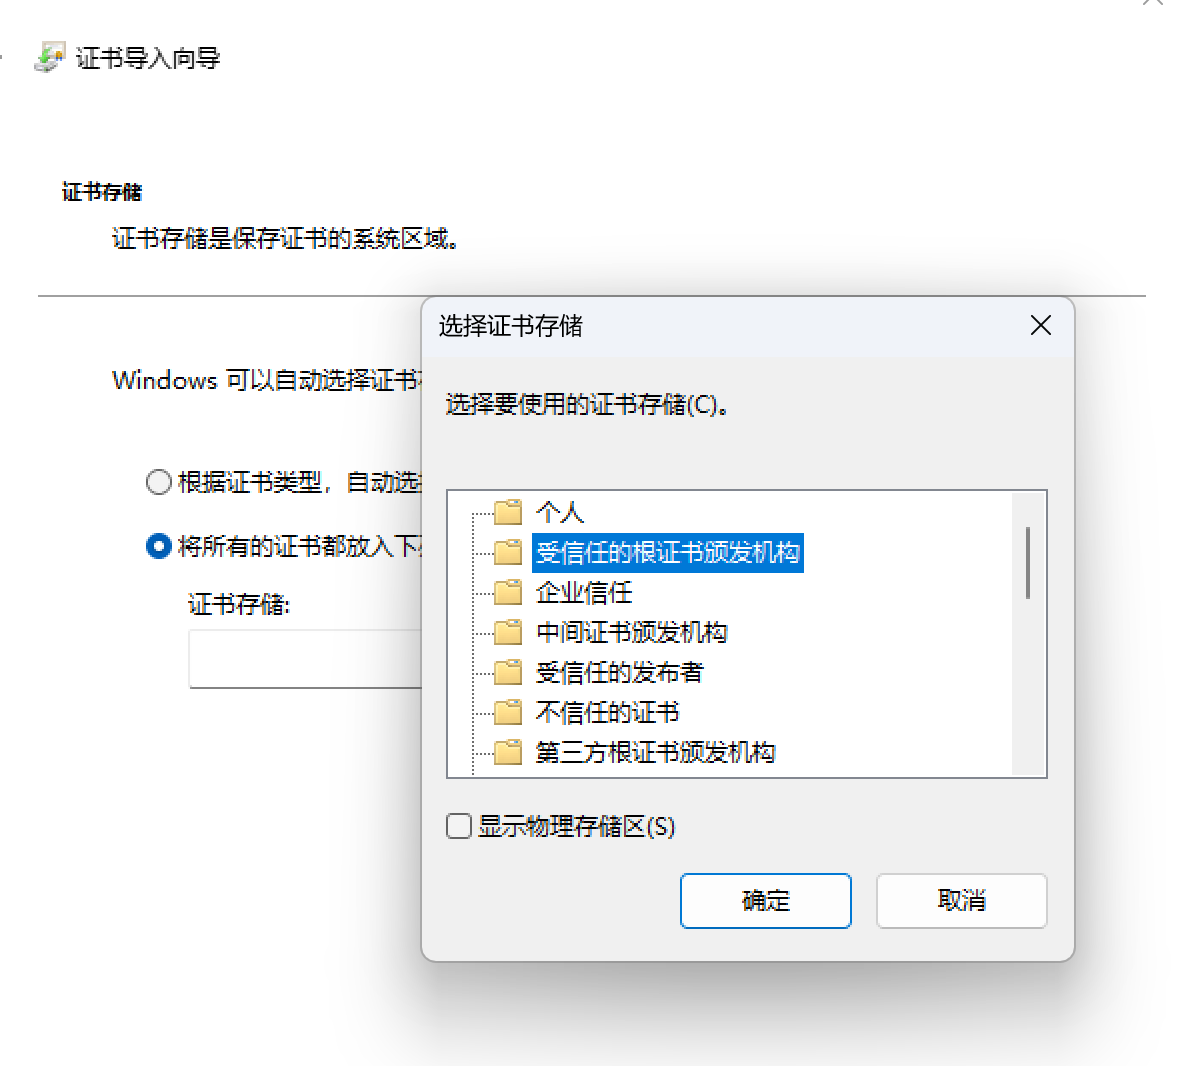 证书导入向导
证书存储
证书存储是保存证书的系统区域。
Windows 可以自动选择证书
根据证书类型，自动选
将所有的证书都放入下
证书存储:
选择证书存储
选择要使用的证书存储(C)。
个人
受信任的根证书颁发机构
企业信任
中间证书颁发机构
受信任的发布者
不信任的证书
第三方根证书颁发机构
显示物理存储区(S)
确定
取消